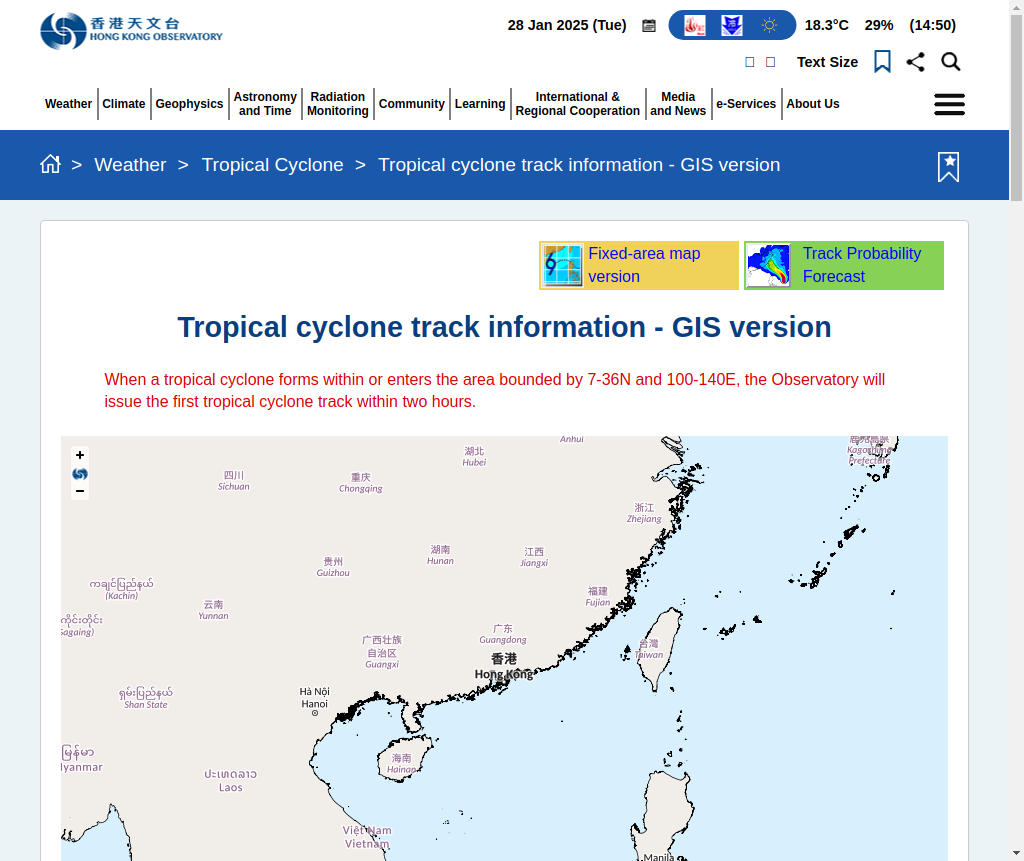 香港天文台
HONG KONG OBSERVATORY
28 Jan 2025 (Tue)
18.3°C 29% (14:50)
Text Size
Weather
Climate
Geophysics
Astronomy
and Time
Radiation
Monitoring
Community
Learning
International &
Regional Cooperation
Media
and News
e-Services
About Us
> Weather > Tropical Cyclone > Tropical cyclone track information - GIS version
Fixed-area map
version
Track Probability
Forecast
Tropical cyclone track information - GIS version
When a tropical cyclone forms within or enters the area bounded by 7-36N and 100-140E, the Observatory will
issue the first tropical cyclone track within two hours.
+
−
Anhui
湖北
Hubei
鹿児島県
Kagoshima
Prefecture
四川
Sichuan
重庆
Chongqing
浙江
Zhejiang
湖南
Hunan
江西
Jiangxi
贵州
Guizhou
ကချင်ပြည်နယ်
(Kachin)
福建
Fujian
云南
Yunnan
ကိုင်းတိုင်း
Sagaing)
广东
Guangdong
广西壮族
自治区
Guangxi
台灣
Taiwan
香港
Hong Kong
ရှမ်းပြည်နယ်
Shan State
Hà Nội
Hanoi
မြန်မာ
Myanmar
海南
Hainan
ປະເທດລາວ
Laos
Việt Nam
Vietnam
Manila